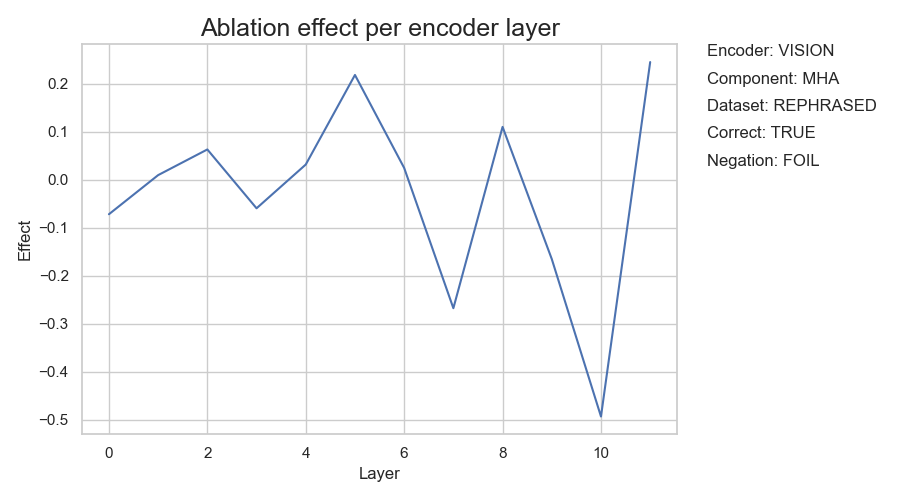 Ablation effect per encoder layer
Encoder: VISION
Component: MHA
Dataset: REPHRASED
Correct: TRUE
Negation: FOIL
Effect
0.2
0.1
0.0
−0.1
−0.2
−0.3
−0.4
−0.5
0 2 4 6 8 10
Layer